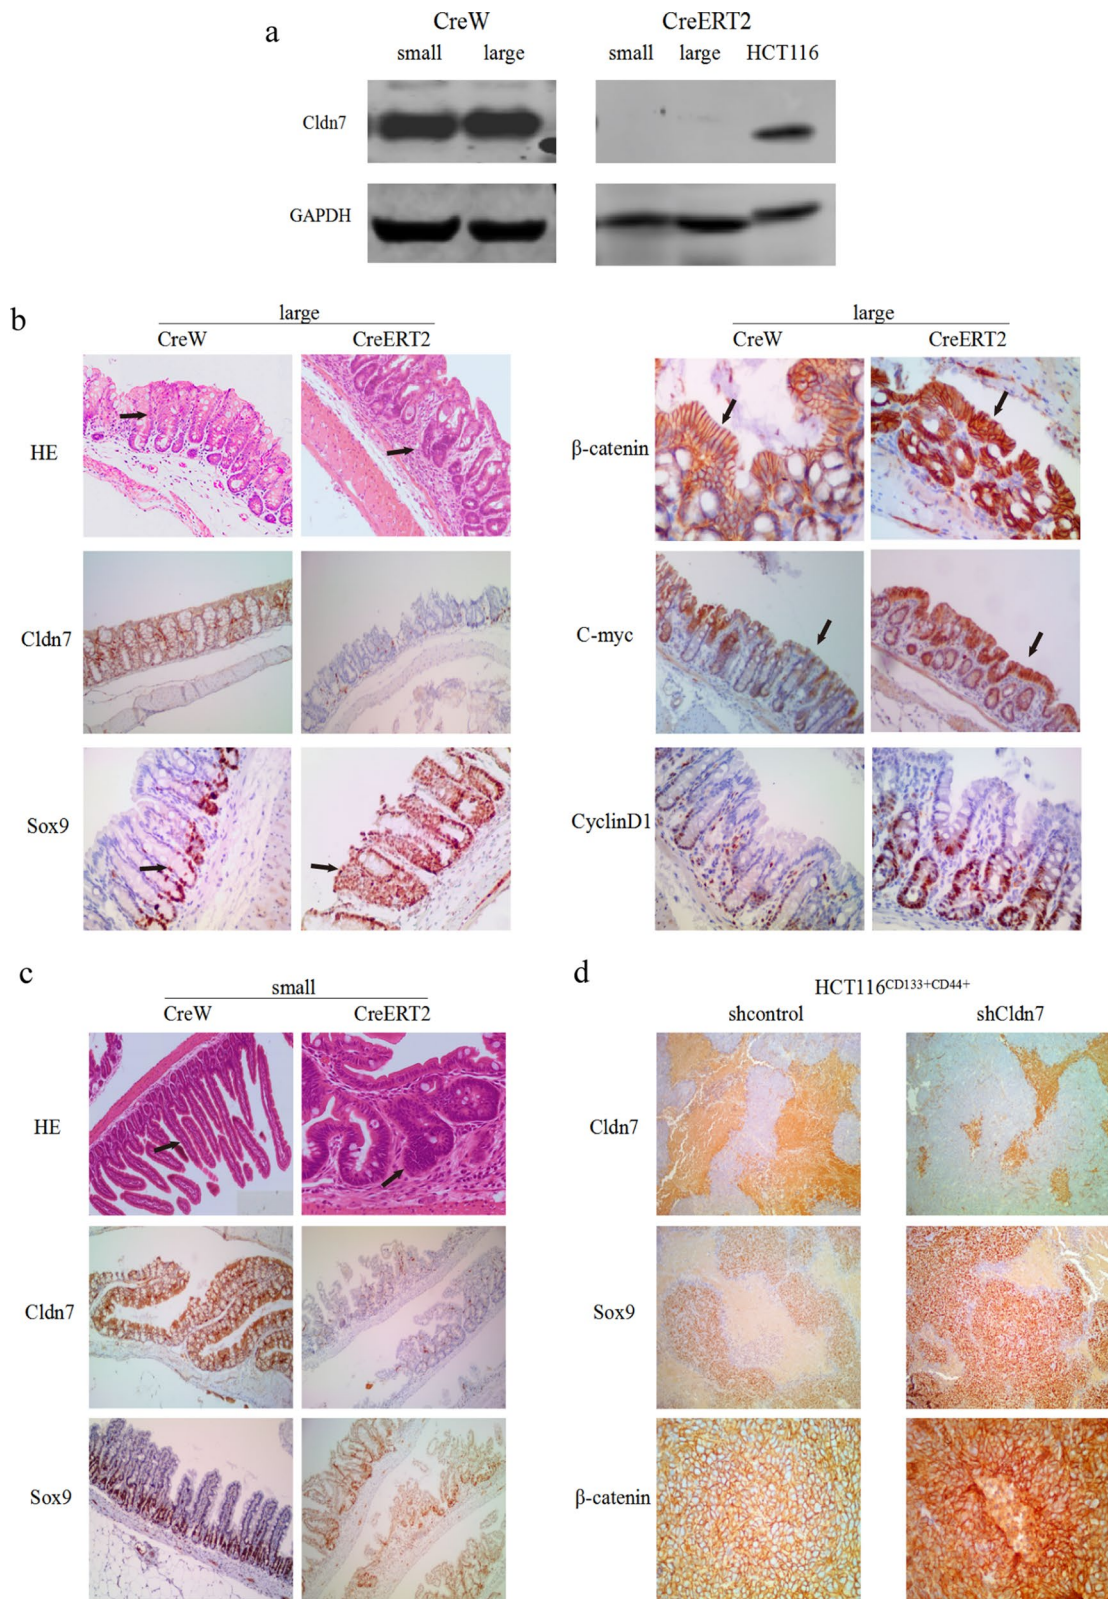 a
CreW CreERT2
small large small large HCT116
Cldn7
GAPDH
b
large
CreW CreERT2
HE
Cldn7
Sox9
large
CreW CreERT2
β-catenin
C-myc
CyclinD1
c
small
CreW CreERT2
HE
Cldn7
Sox9
d
HCT116CD133+CD44+
shcontrol shCldn7
Cldn7
Sox9
β-catenin